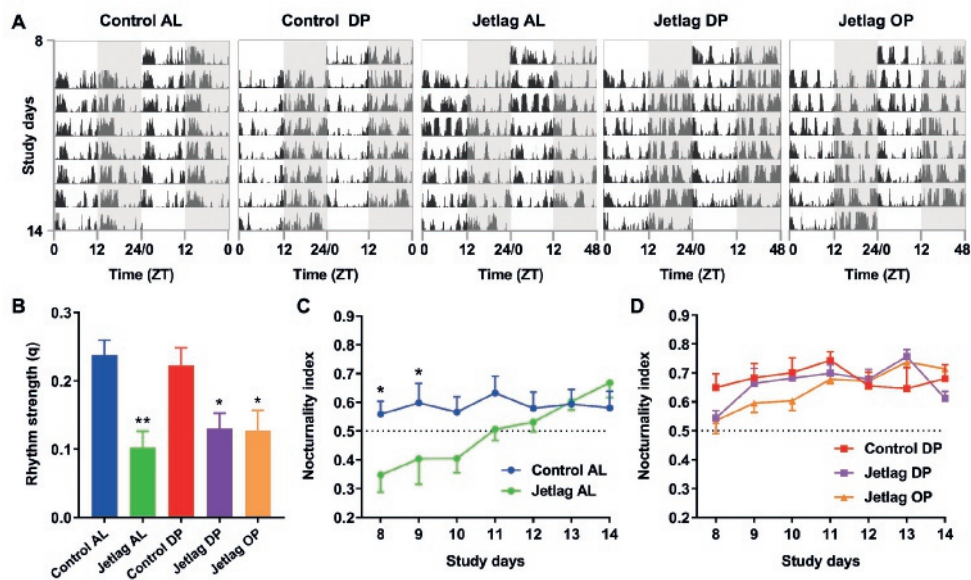 A
Control AL
Control DP
Jetlag AL
Jetlag DP
Jetlag OP
8
Study days
14
0 12 24/0 12 0
0 12 24/0 12 0
0 12 24/0 12 48
0 12 24/0 12 48
0 12 24/0 12 48
Time (ZT)
Time (ZT)
Time (ZT)
Time (ZT)
Time (ZT)
B
Rhythm strength (q)
0.3
0.2
0.1
0.0
**
*
*
Control AL
Jetlag AL
Control DP
Jetlag DP
Jetlag OP
C
Nocturnality index
0.9
0.8
0.7
0.6
0.5
0.4
0.3
0.2
*
*
Control AL
Jetlag AL
8 9 10 11 12 13 14
Study days
D
Nocturnality index
0.9
0.8
0.7
0.6
0.5
0.4
0.3
0.2
Control DP
Jetlag DP
Jetlag OP
8 9 10 11 12 13 14
Study days